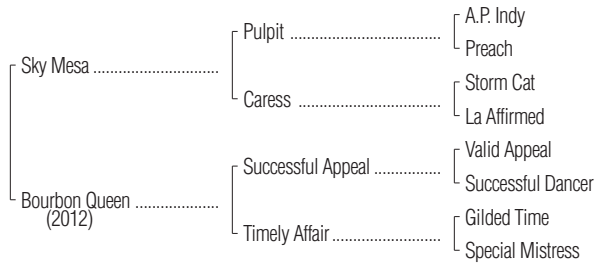 A.P. Indy
Pulpit
Preach
Sky Mesa
Storm Cat
Caress
La Affirmed
Valid Appeal
Successful Appeal
Successful Dancer
Bourbon Queen
(2012)
Gilded Time
Timely Affair
Special Mistress